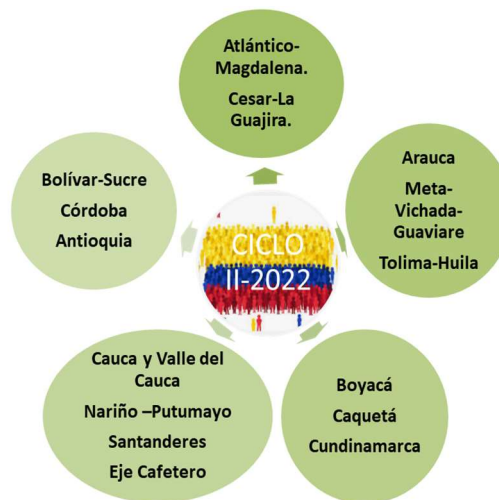 Atlántico-
Magdalena.
Cesar-La
Guajira.
Arauca
Meta-
Vichada-
Guaviare
Tolima-Huila
Boyacá
Caquetá
Cundinamarca
Cauca y Valle del
Cauca
Nariño –Putumayo
Santanderes
Eje Cafetero
Bolívar-Sucre
Córdoba
Antioquia
CICLO
II-2022